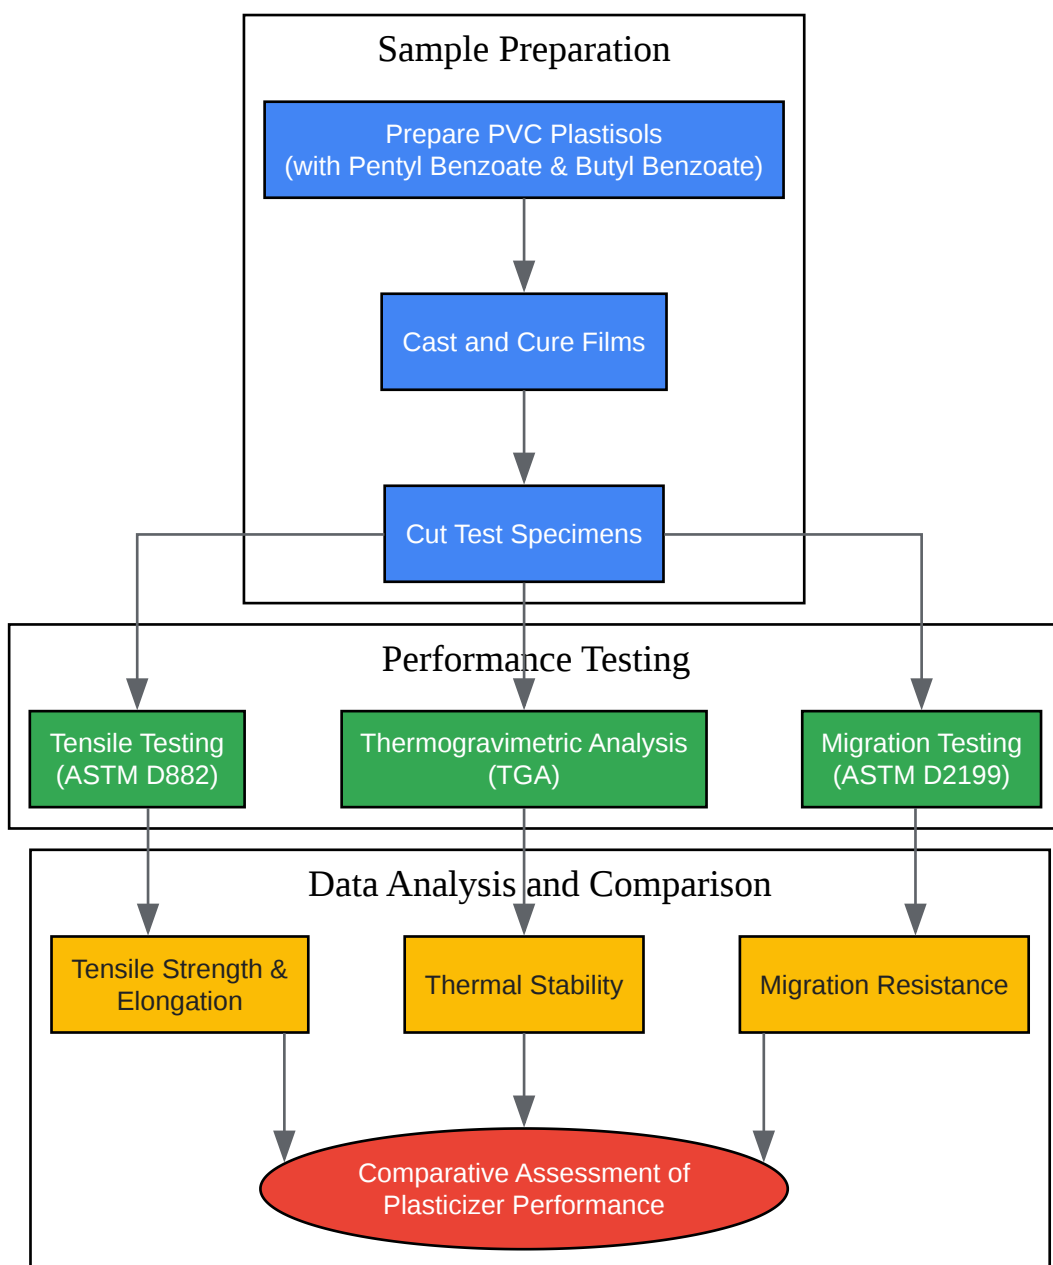 Sample Preparation
Prepare PVC Plastisols
(with Pentyl Benzoate & Butyl Benzoate)
Cast and Cure Films
Cut Test Specimens
Performance Testing
Tensile Testing
(ASTM D882)
Thermogravimetric Analysis
(TGA)
Migration Testing
(ASTM D2199)
Data Analysis and Comparison
Tensile Strength &
Elongation
Thermal Stability
Migration Resistance
Comparative Assessment of
Plasticizer Performance